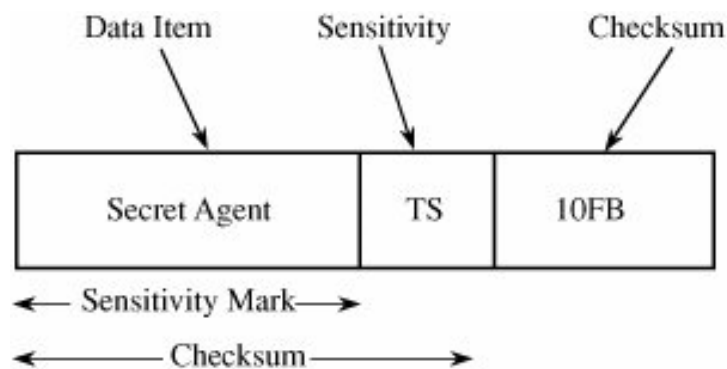 Data Item Sensitivity Checksum
Secret Agent TS 10FB
Sensitivity Mark
Checksum